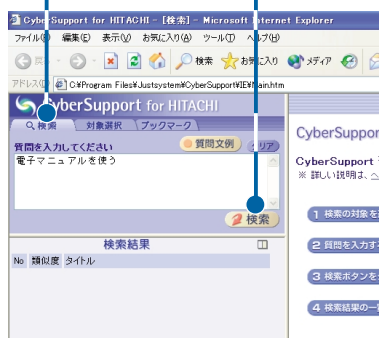 CyberSupport for HITACHI - [検索] - Microsoft Internet Explorer
ファイル(F) 編集(E) 表示(V) お気に入り(A) ツール(T) ヘルプ(H)
検索 お気に入り メディア
アドレス(D) C:¥Program Files¥Justsystem¥CyberSupport¥IE¥Main.htm
CyberSupport for HITACHI
検索 対象選択 ブックマーク
質問を入力してください 質問文例 クリア
電子マニュアルを使う
検索
検索結果
No 類似度 タイトル
CyberSuppor
CyberSupport
※ 詳しい説明は、
1 検索の対象を
2 質問を入力す
3 検索ボタンを
4 検索結果の一